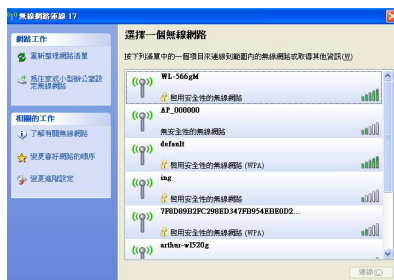 無線網路連線 17
網路工作
選擇一個無線網路
重新整理網路清單
按下列清單中的一個項目來連線到範圍內的無線網路或取得其他資訊(W)
爲住家或小型辦公室設定無線網路
WL-566gM
啓用安全性的無線網路
AP_000000
無安全性的無線網路
相關的工作
了解有關無線網路
變更喜好網路的順序
變更進階設定
default
啓用安全性的無線網路 (WPA)
ing
啓用安全性的無線網路
7F8D89B2FC298ED347FB954EBE0D2...
啓用安全性的無線網路 (WPA)
arthur-wl520g
連線(C)